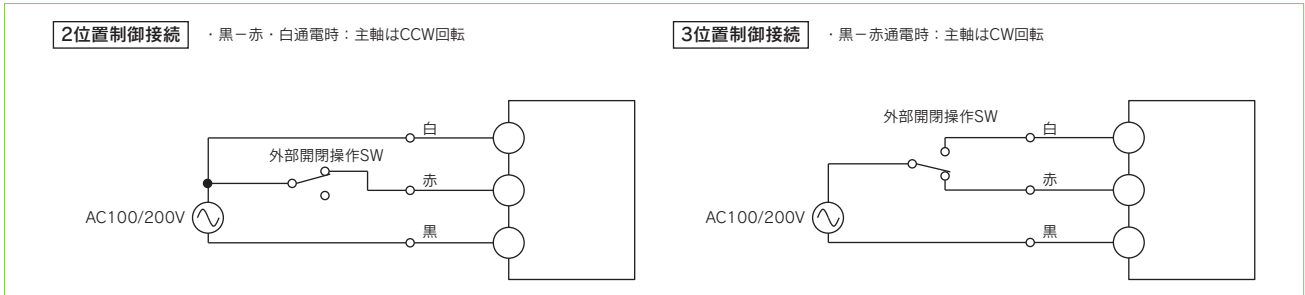 2位置制御接続 ・黒－赤・白通電時：主軸はCCW回転
白
外部開閉操作SW
赤
AC100/200V
黒
3位置制御接続 ・黒－赤通電時：主軸はCW回転
外部開閉操作SW
白
赤
AC100/200V
黒